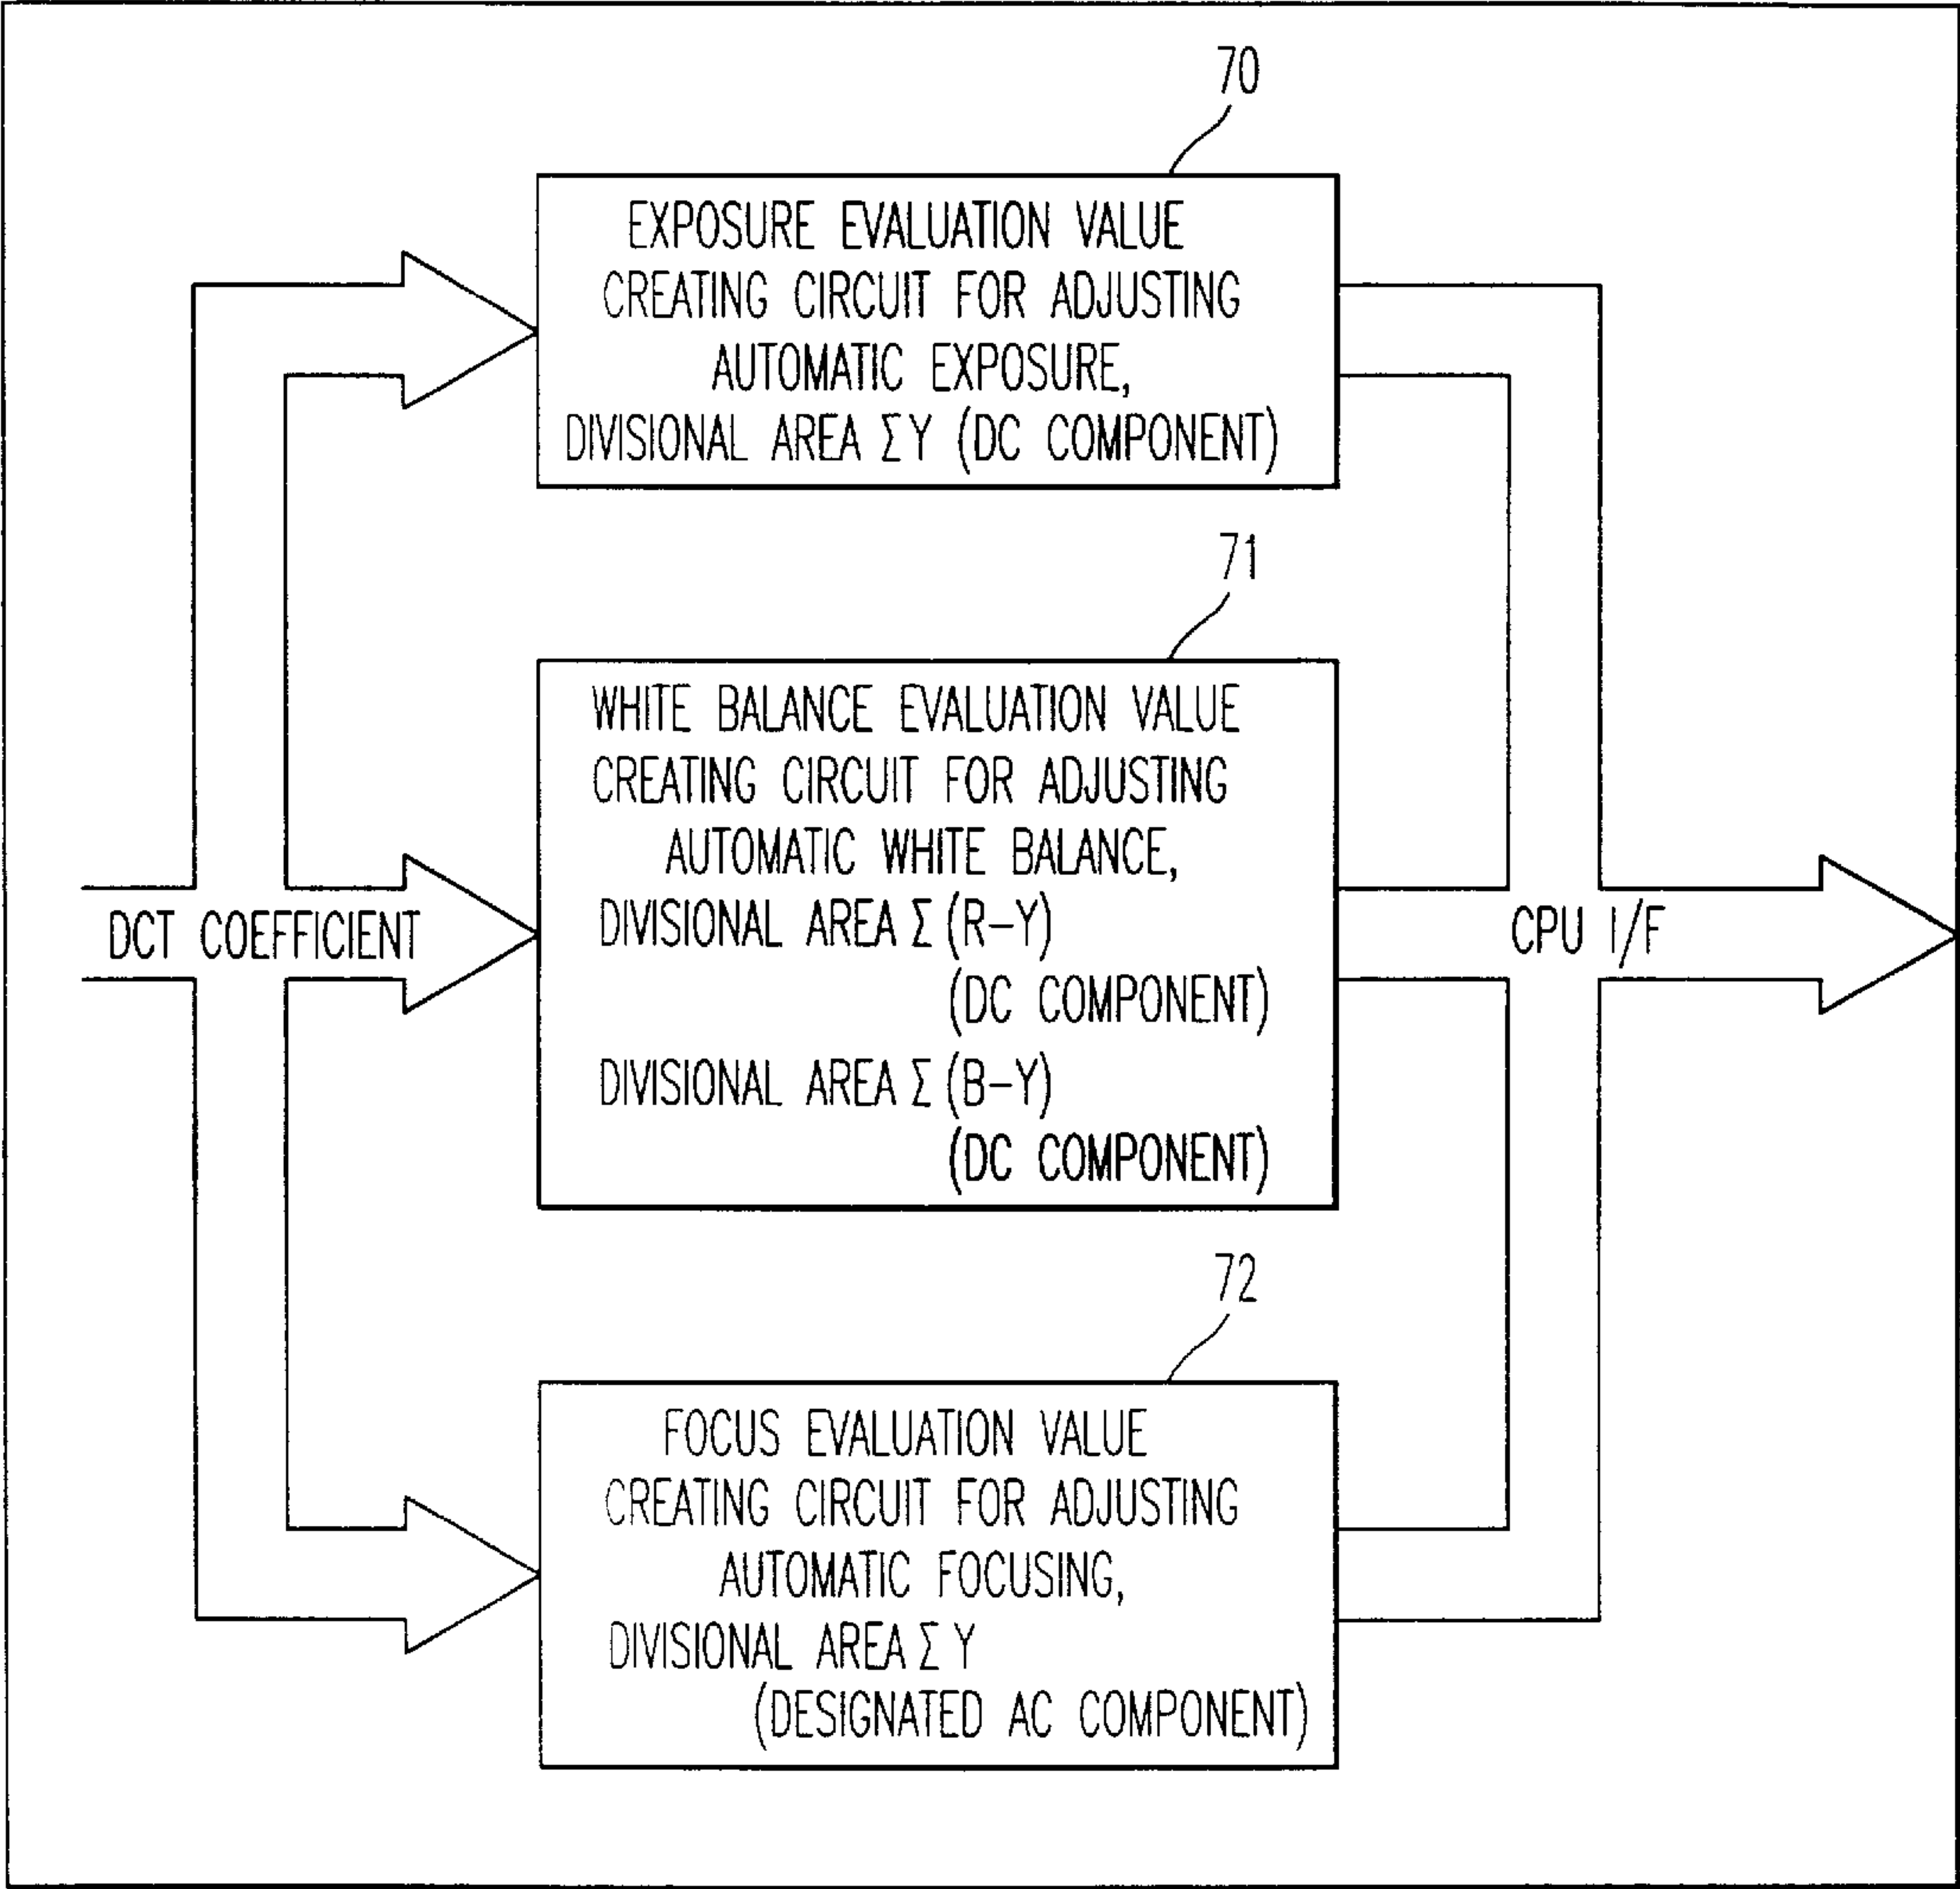 70
EXPOSURE EVALUATION VALUE
CREATING CIRCUIT FOR ADJUSTING
AUTOMATIC EXPOSURE,
DIVISIONAL AREA ΣY (DC COMPONENT)
71
WHITE BALANCE EVALUATION VALUE
CREATING CIRCUIT FOR ADJUSTING
AUTOMATIC WHITE BALANCE,
DIVISIONAL AREA Σ (R-Y)
(DC COMPONENT)
DIVISIONAL AREA Σ (B-Y)
(DC COMPONENT)
DCT COEFFICIENT
CPU I/F
72
FOCUS EVALUATION VALUE
CREATING CIRCUIT FOR ADJUSTING
AUTOMATIC FOCUSING,
DIVISIONAL AREA Σ Y
(DESIGNATED AC COMPONENT)